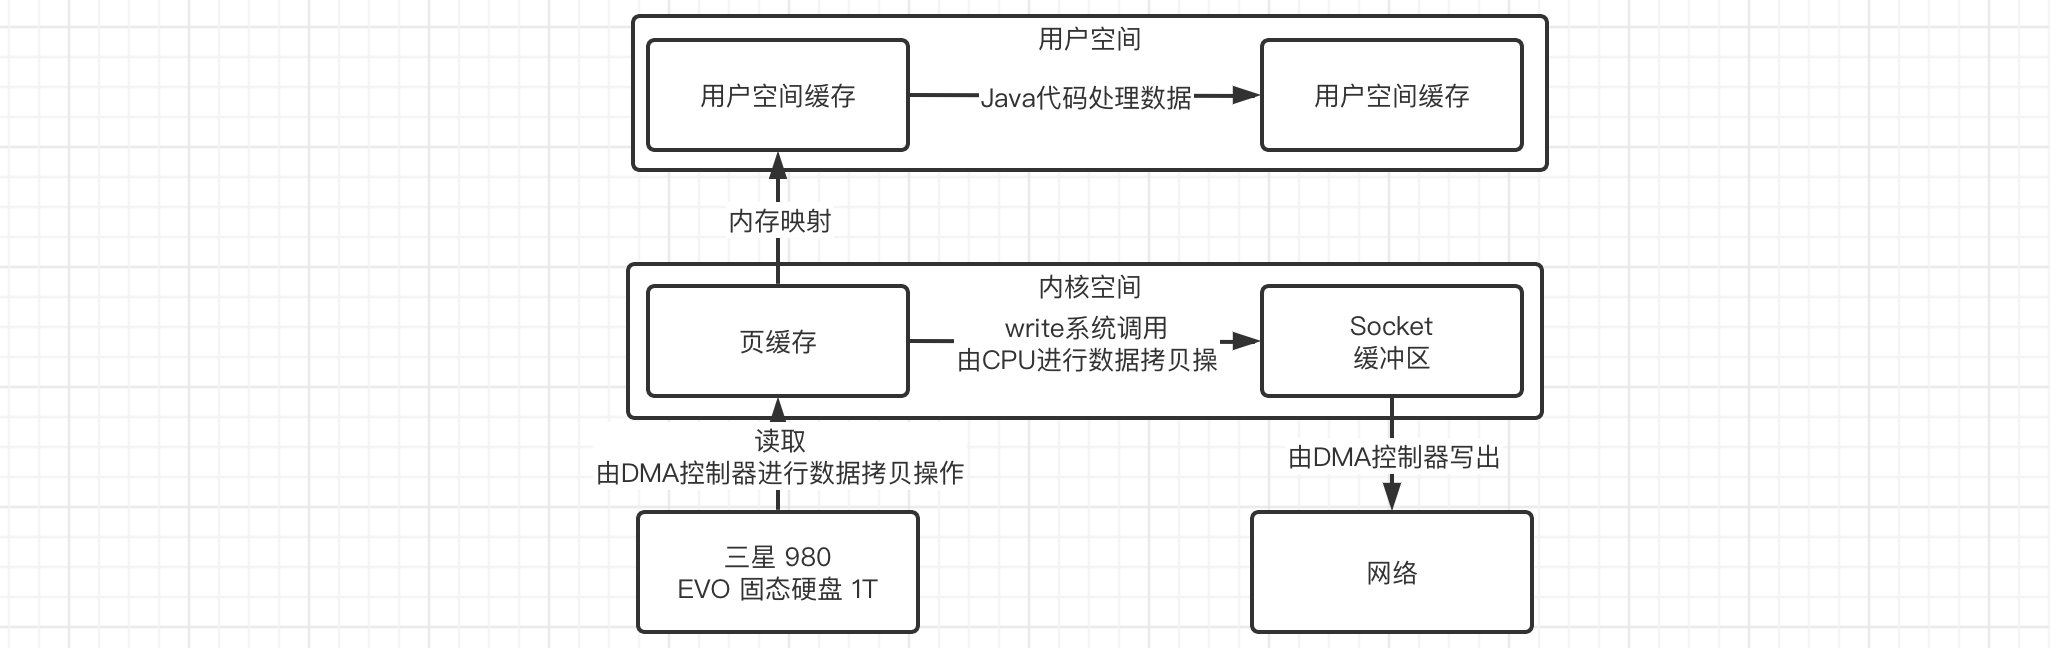 用户空间
用户空间缓存
Java代码处理数据
用户空间缓存
内存映射
内核空间
页缓存
write系统调用
由CPU进行数据拷贝操
Socket
缓冲区
读取
由DMA控制器进行数据拷贝操作
由DMA控制器写出
三星 980
EVO 固态硬盘 1T
网络